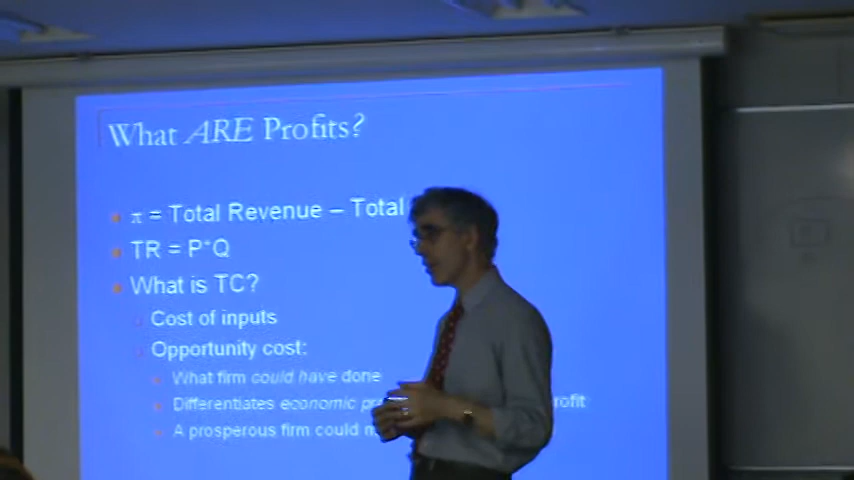 What ARE Profits?
π = Total Revenue – Total
TR = P*Q
What is TC?
Cost of inputs
Opportunity cost:
What firm could have done
Differentiates economic rofit
A prosperous firm could